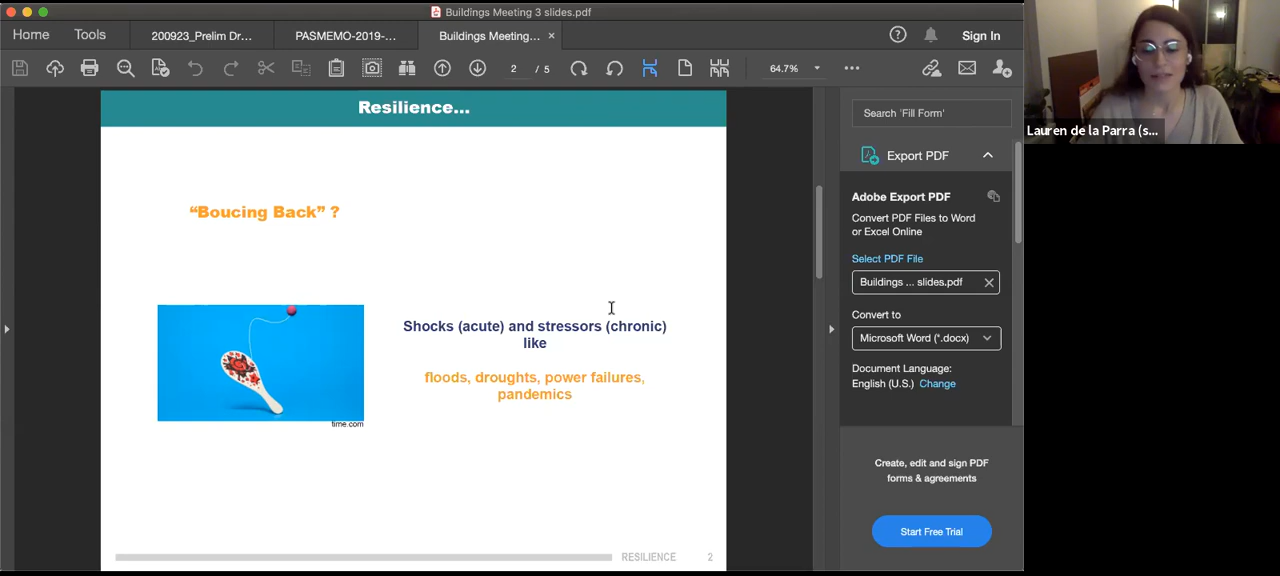 Buildings Meeting 3 slides.pdf
Home
Tools
200923_Prelim Dr...
PASMEMO-2019-...
Buildings Meeting...
Sign In
2 / 5
64.7%
Resilience...
“Boucing Back” ?
Shocks (acute) and stressors (chronic)
like
floods, droughts, power failures,
pandemics
time.com
RESILIENCE 2
Search 'Fill Form'
Export PDF
Adobe Export PDF
Convert PDF Files to Word
or Excel Online
Select PDF File
Buildings ... slides.pdf
Convert to
Microsoft Word (*.docx)
Document Language:
English (U.S.) Change
Create, edit and sign PDF
forms & agreements
Start Free Trial
Lauren de la Parra (s...